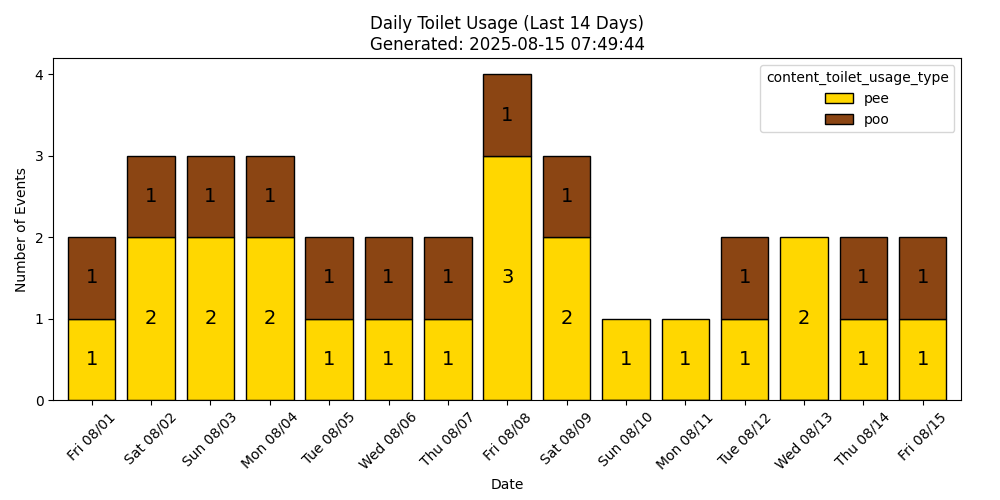 Daily Toilet Usage (Last 14 Days)
Generated: 2025-08-15 07:49:44
content_toilet_usage_type
pee
poo
Number of Events
4
3
2
1
0
1 1 1 1 1 1 1 1 1 1 1 1
1 2 2 2 1 1 1 3 2 1 1 1 2 1 1
Fri 08/01 Sat 08/02 Sun 08/03 Mon 08/04 Tue 08/05 Wed 08/06 Thu 08/07 Fri 08/08 Sat 08/09 Sun 08/10 Mon 08/11 Tue 08/12 Wed 08/13 Thu 08/14 Fri 08/15
Date